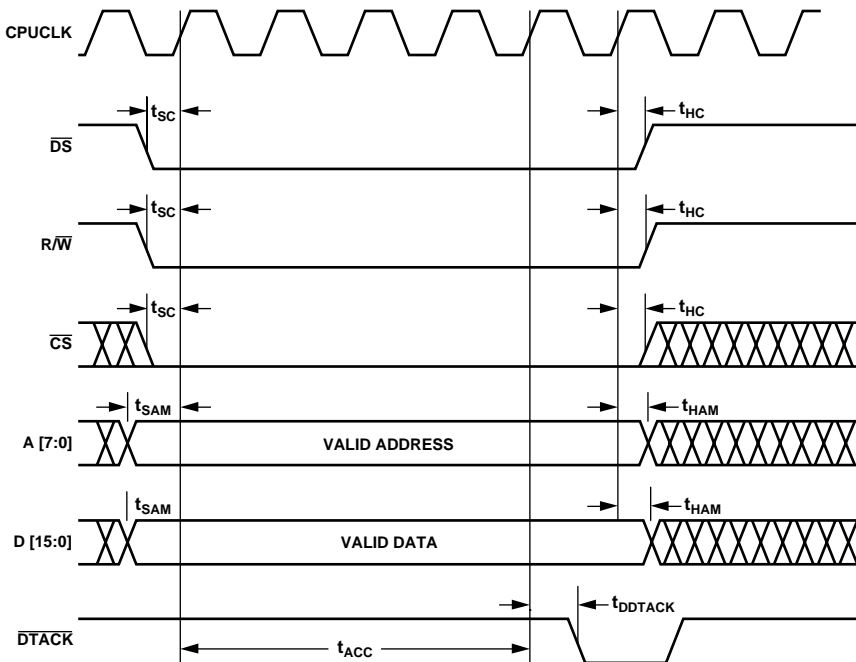 CPUCLK
tSC
tHC
DS
tSC
tHC
R/W
tSC
tHC
CS
tSAM
tHAM
A [7:0]
VALID ADDRESS
tSAM
tHAM
D [15:0]
VALID DATA
tDDTACK
DTACK
tACC